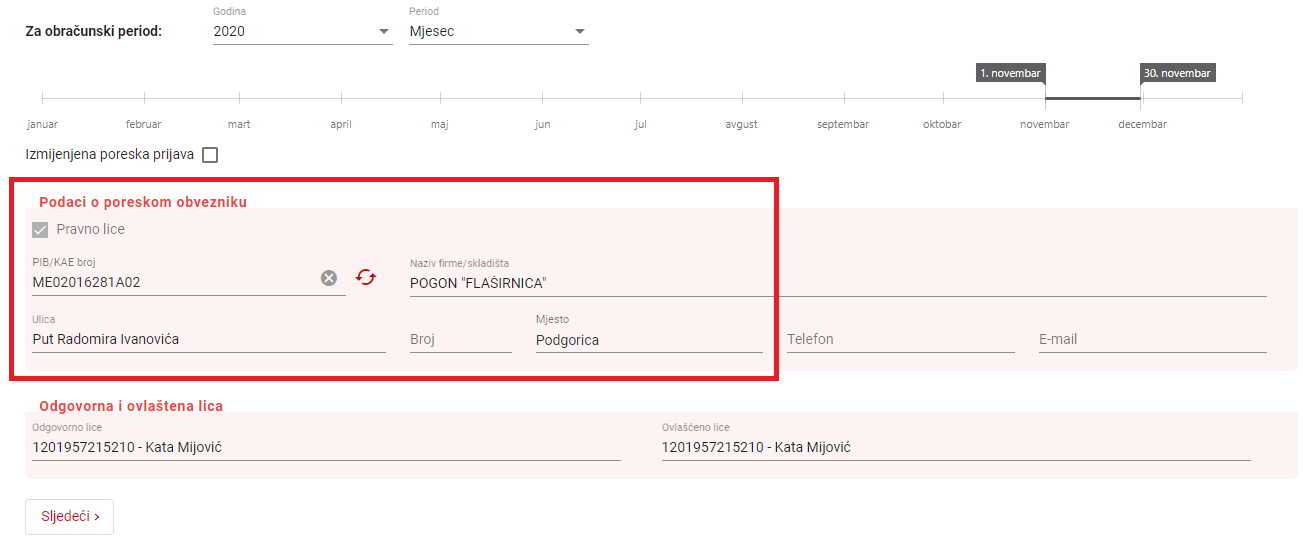 Godina
Period
Za obračunski period:
2020
Mjesec
1. novembar
30. novembar
januar
februar
mart
april
maj
jun
jul
avgust
septembar
oktobar
novembar
decembar
Izmijenjena poreska prijava
Podaci o poreskom obvezniku
Pravno lice
PIB/KAE broj
Naziv firme/skladišta
ME02016281A02
POGON "FLAŠIRNICA"
Ulica
Mjesto
Put Radomira Ivanovića
Broj
Podgorica
Telefon
E-mail
Odgovorna i ovlaštena lica
Odgovorno lice
Ovlašćeno lice
1201957215210 - Kata Mijović
1201957215210 - Kata Mijović
Sljedeći ›